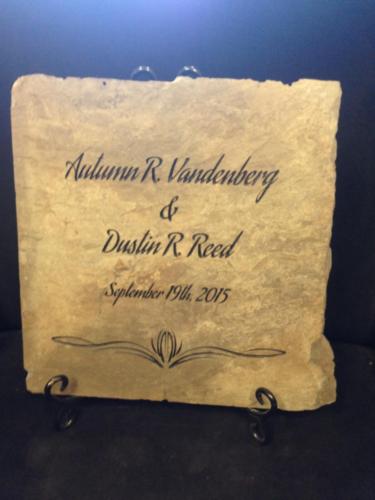 Autumn R. Vandenberg
&
Dustin R. Reed
September 19th, 2015